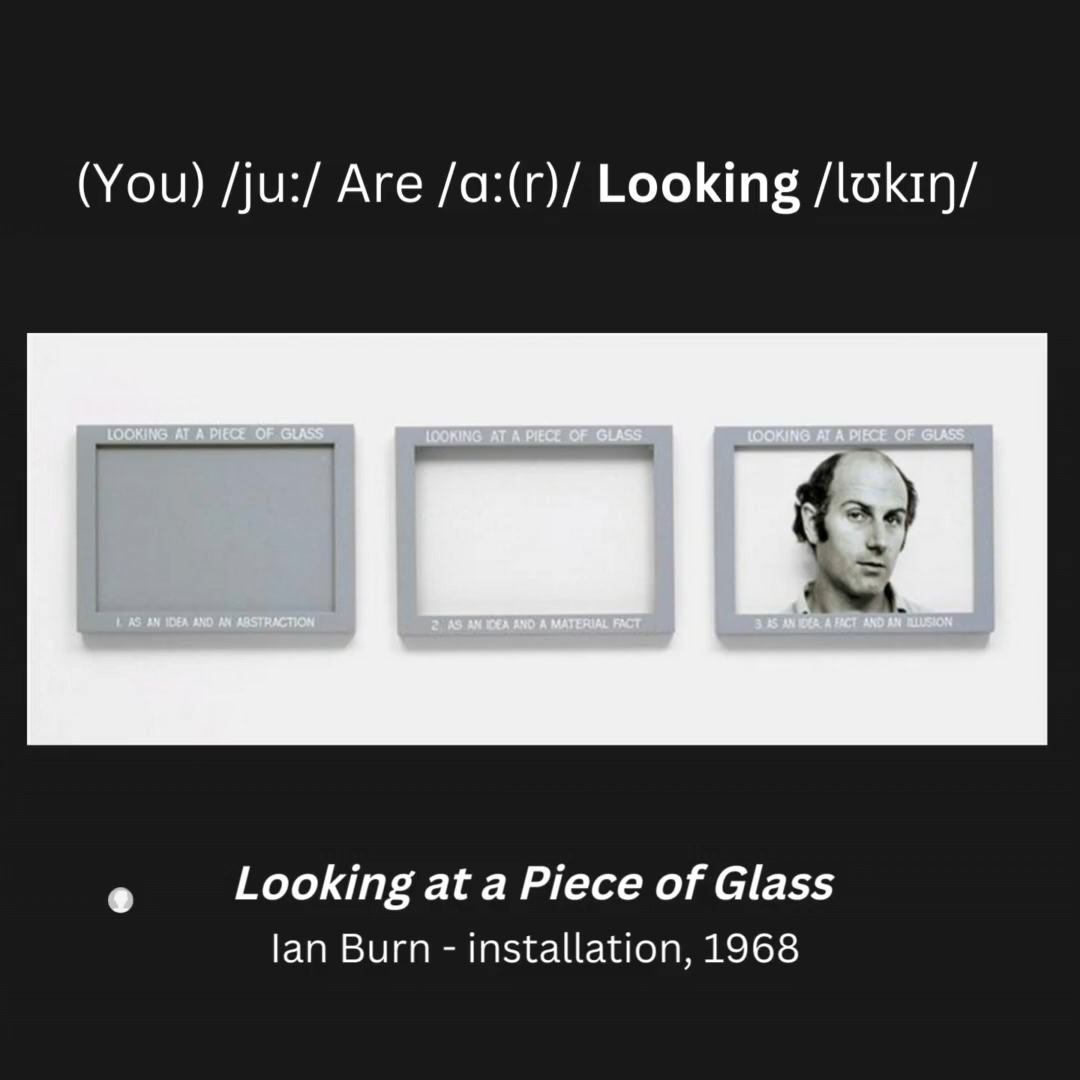 (You) /ju:/ Are /ɑ:(r)/ Looking /lʊkɪŋ/
LOOKING AT A PIECE OF GLASS
1. AS AN IDEA AND AN ABSTRACTION
LOOKING AT A PIECE OF GLASS
2. AS AN IDEA AND A MATERIAL FACT
LOOKING AT A PIECE OF GLASS
3. AS AN IDEA, A FACT AND AN ILLUSION
Looking at a Piece of Glass
Ian Burn - installation, 1968